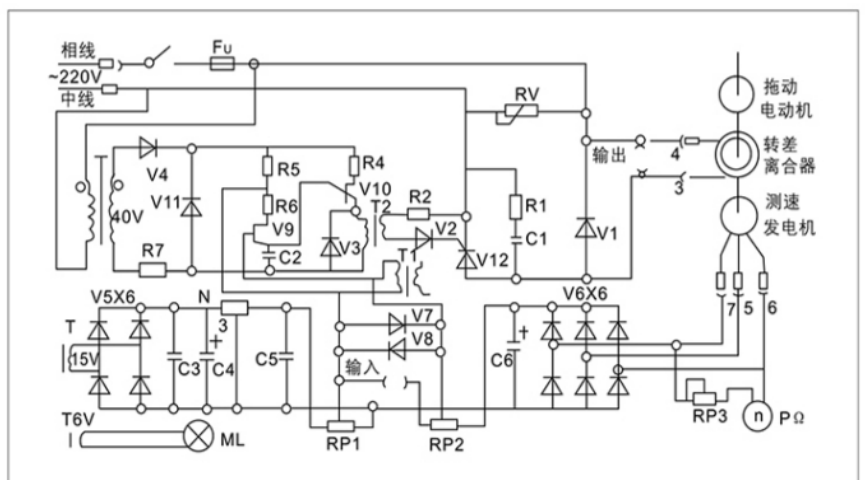 相线
FU
~220V
中线
RV
拖动
电动机
输出
4
转差
离合器
3
测速
发电机
T
V4
R5
R4
V10
40V
V11
R6
T2
R2
R1
V9
V3
V2
C1
V1
R7
C2
T1
V12
7
5
6
V5X6
N
V6X6
T
3
V7
15V
C3
C4
C5
V8
C6
输入
T6V
ML
RP1
RP2
RP3
n
PΩ